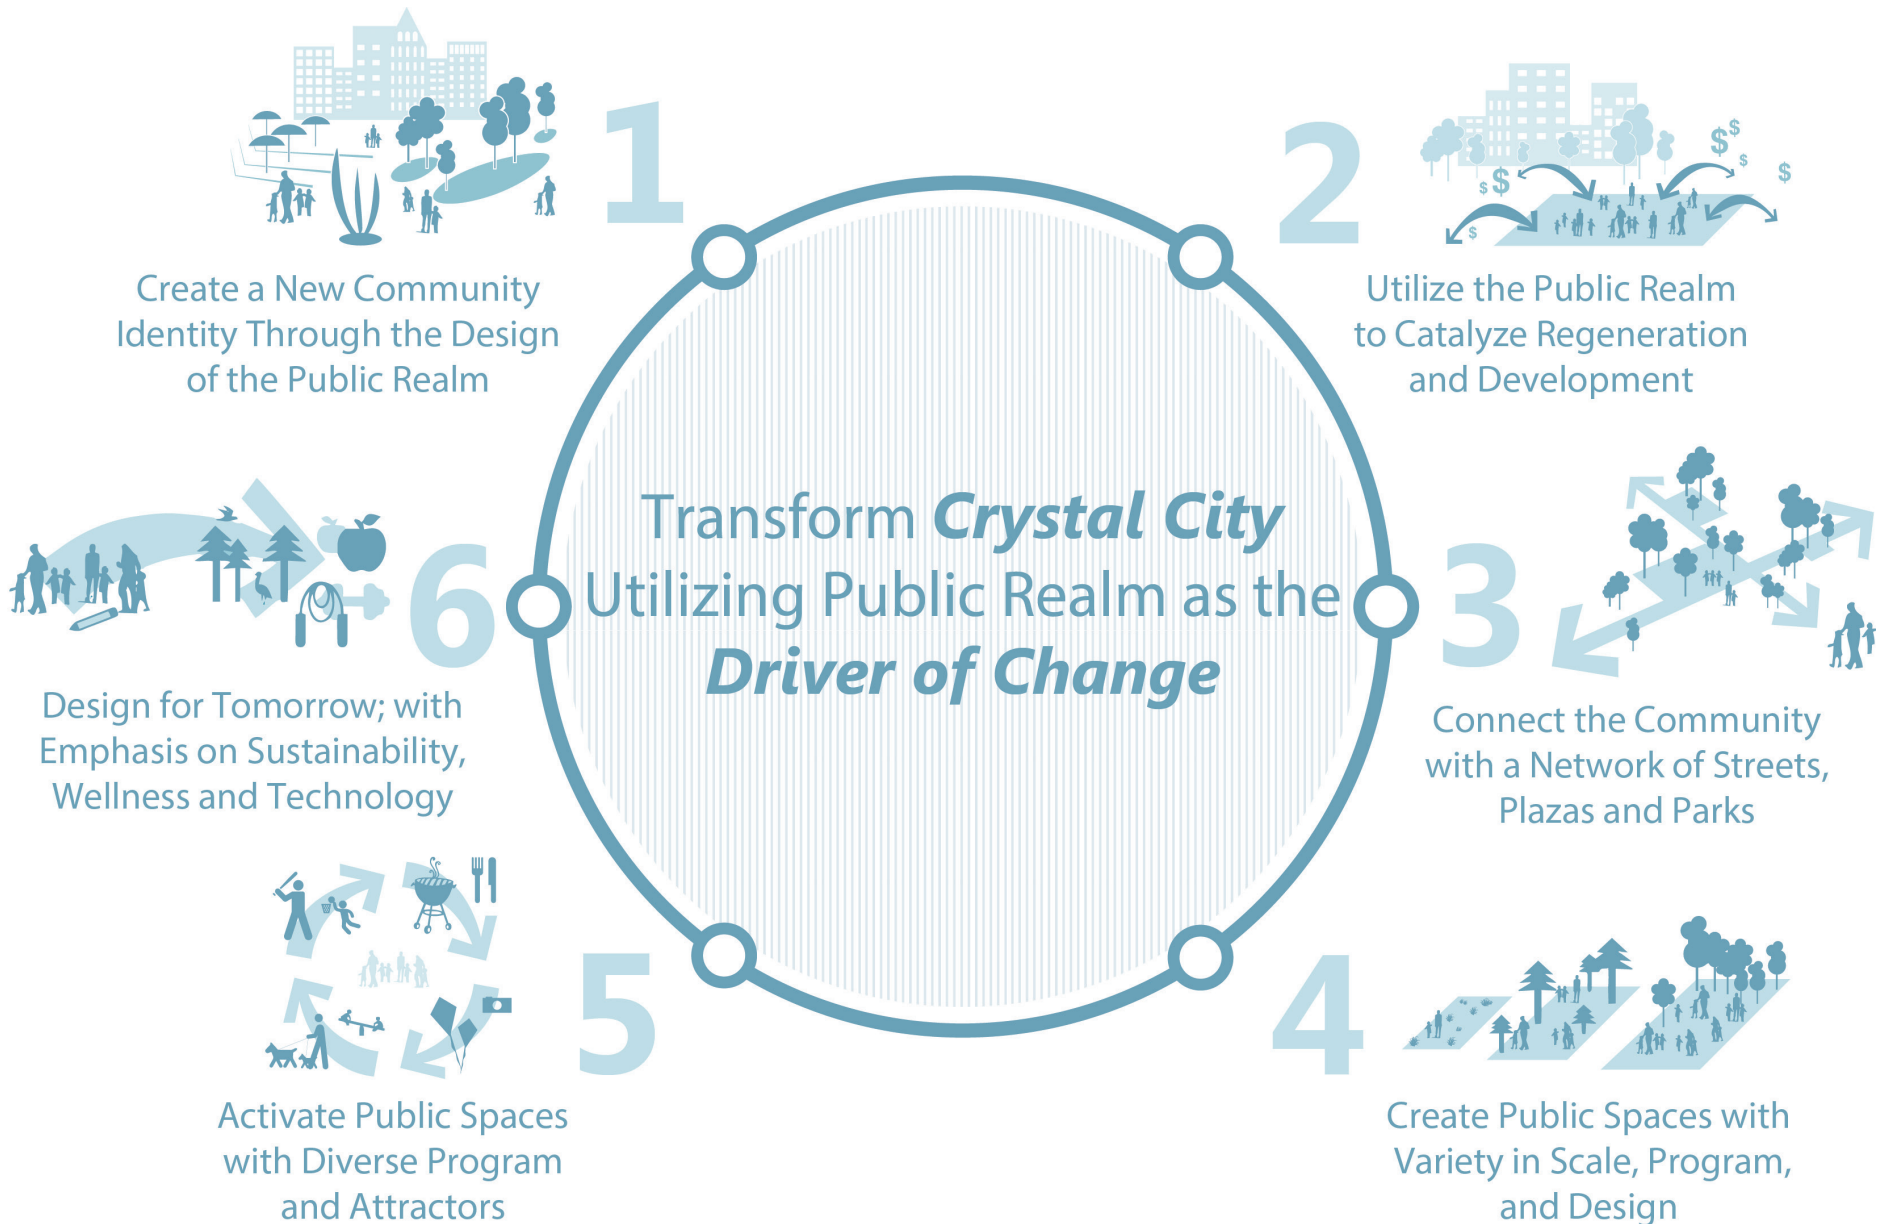 1
Create a New Community
Identity Through the Design
of the Public Realm
2
$ $ $ $ $ $ $
Utilize the Public Realm
to Catalyze Regeneration
and Development
Transform Crystal City
Utilizing Public Realm as the
Driver of Change
3
Connect the Community
with a Network of Streets,
Plazas and Parks
4
Create Public Spaces with
Variety in Scale, Program,
and Design
5
Activate Public Spaces
with Diverse Program
and Attractors
6
Design for Tomorrow; with
Emphasis on Sustainability,
Wellness and Technology